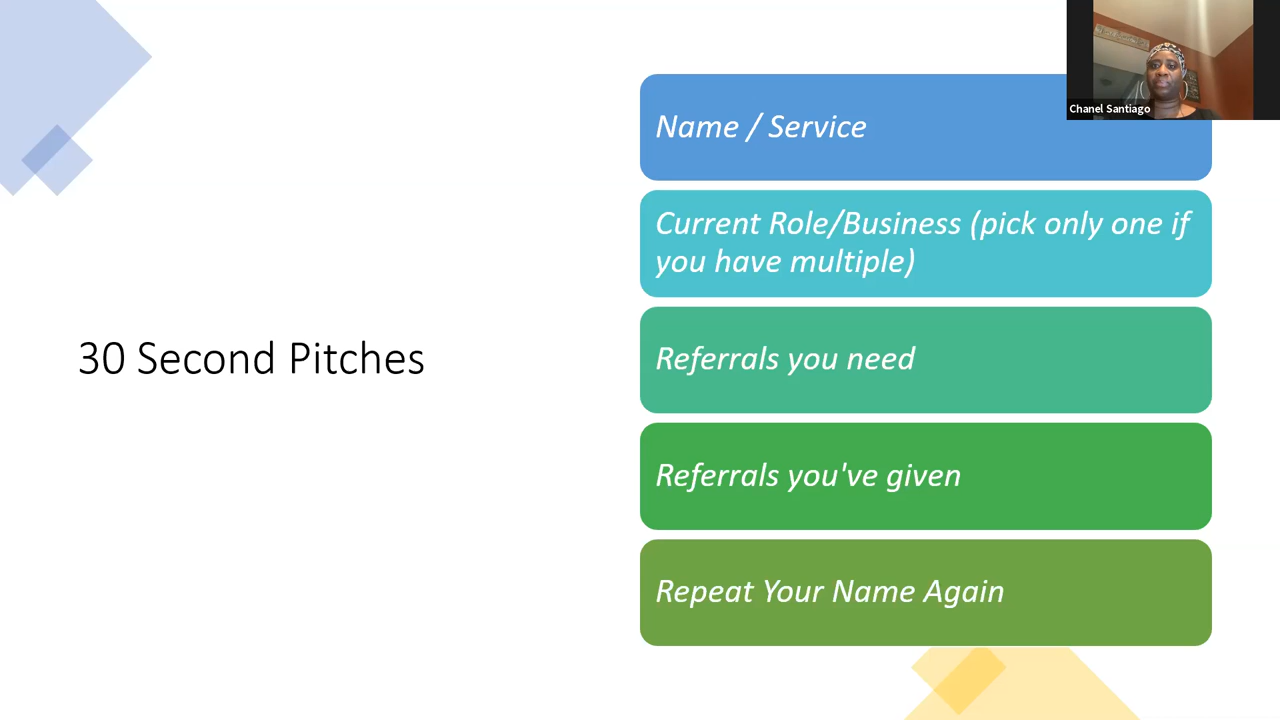 Chanel Santiago
Name / Service
Current Role/Business (pick only one if
you have multiple)
30 Second Pitches
Referrals you need
Referrals you've given
Repeat Your Name Again